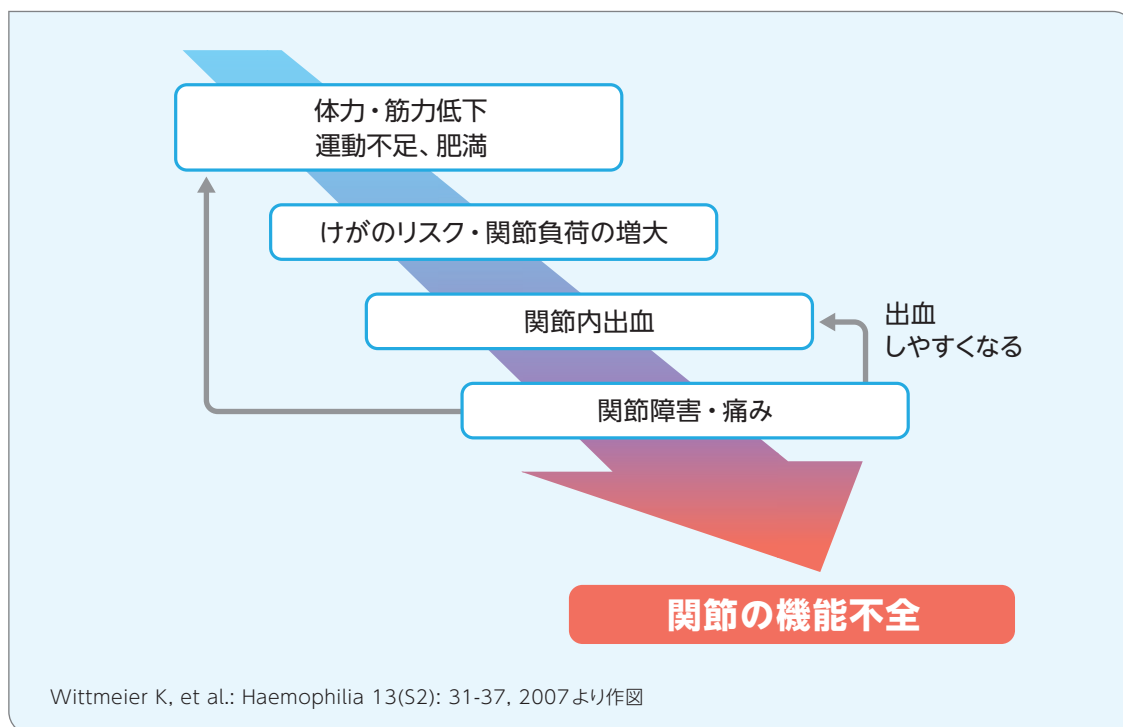 体力・筋力低下
運動不足、肥満
けがのリスク・関節負荷の増大
関節内出血
出血
しやすくなる
関節障害・痛み
関節の機能不全
Wittmeier K, et al.: Haemophilia 13(S2): 31-37, 2007より作図